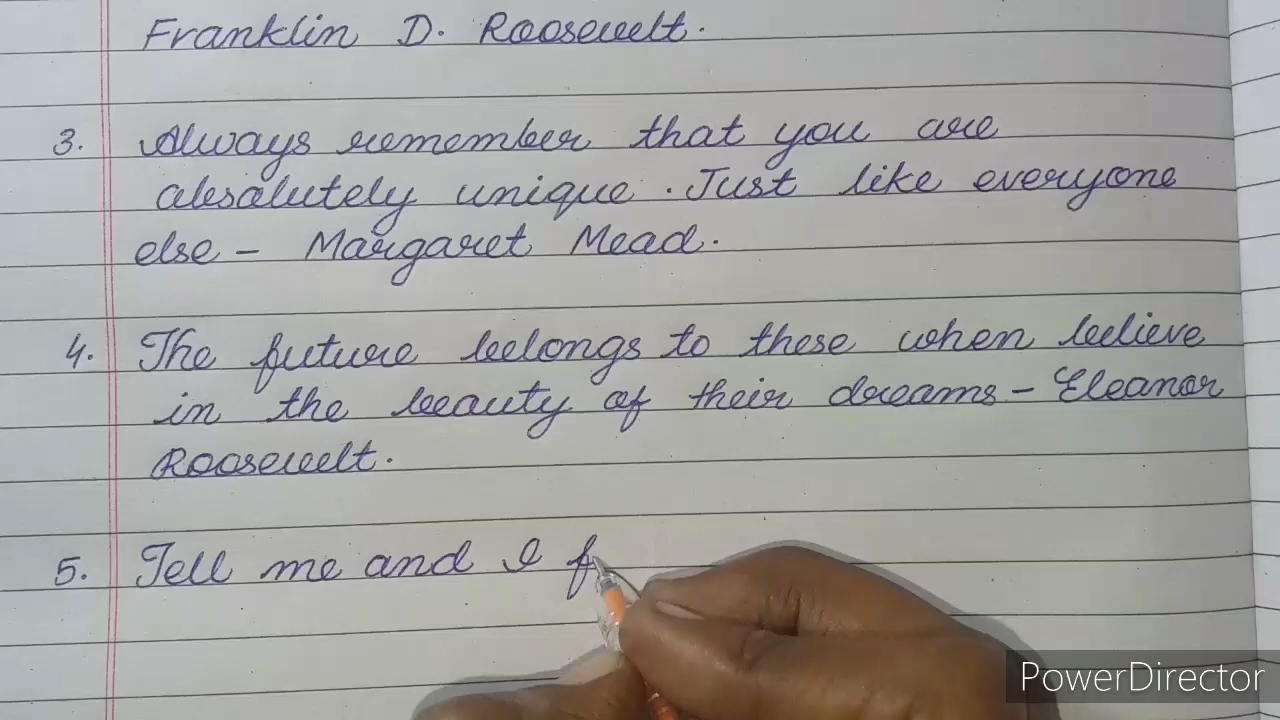 Franklin D. Roosevelt.
3. Always remember that you are
absolutely unique. Just like everyone
else - Margaret Mead.
4. The future belongs to these when believe
in the beauty of their dreams - Eleanor
Roosevelt.
5. Tell me and I f
PowerDirector